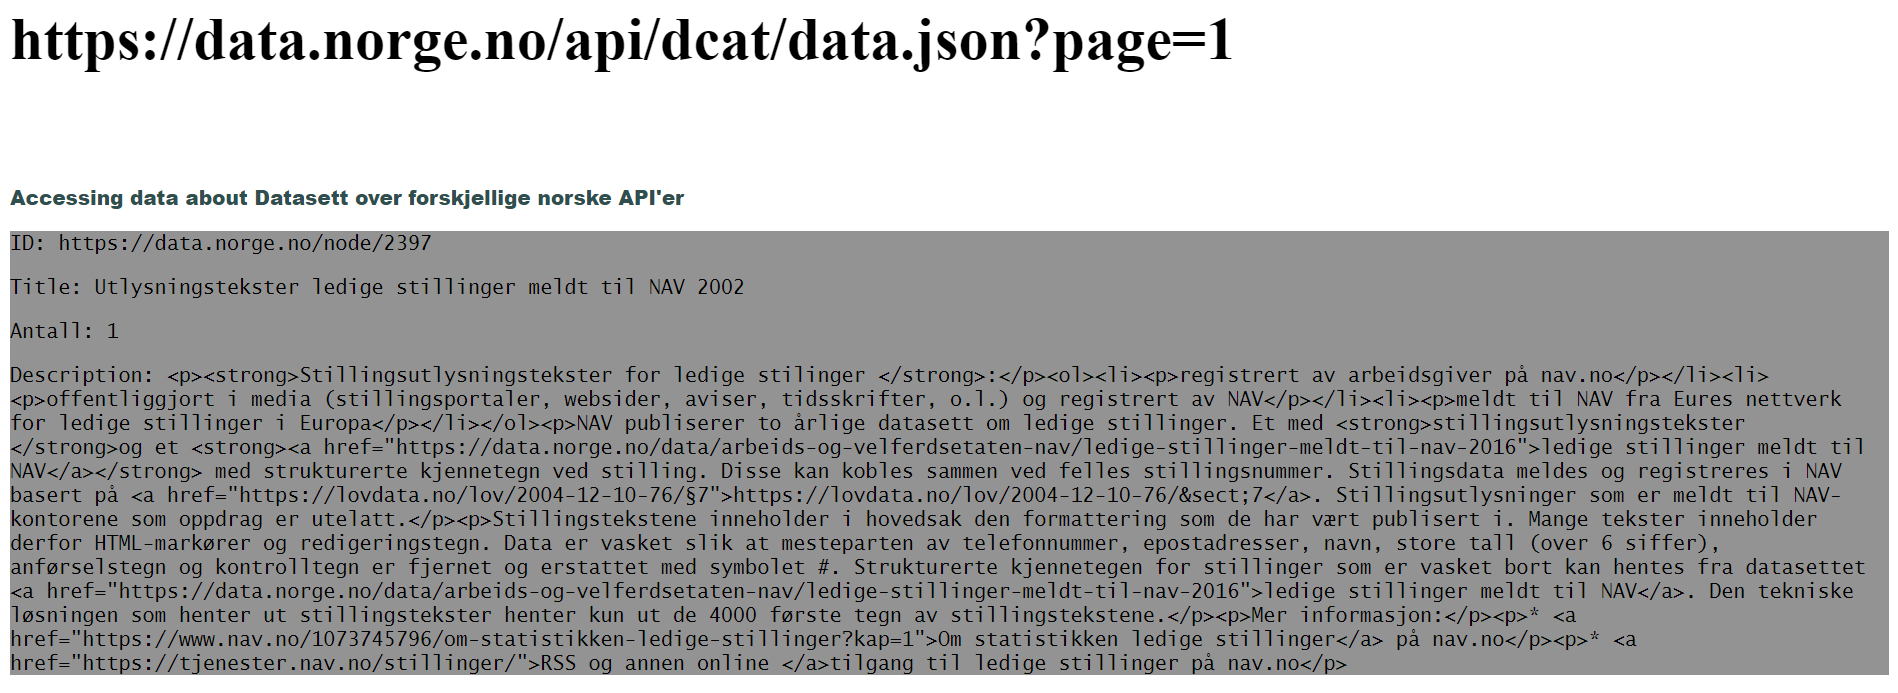 https://data.norge.no/api/dcat/data.json?page=1
Accessing data about Datasett over forskjellige norske API'er
ID: https://data.norge.no/node/2397
Title: Utlysningstekster ledige stillinger meldt til NAV 2002
Antall: 1
Description: <p><strong>Stillingsutlysningstekster for ledige stilinger </strong>:</p><ol><li><p>registrert av arbeidsgiver på nav.no</p></li><li>
<p>offentliggjort i media (stillingsportaler, websider, aviser, tidsskrifter, o.l.) og registrert av NAV</p></li><li><p>meldt til NAV fra Eures nettverk
for ledige stillinger i Europa</p></li></ol><p>NAV publiserer to årlige datasett om ledige stillinger. Et med <strong>stillingsutlysningstekster
</strong>og et <strong><a href="https://data.norge.no/data/arbeids-og-velferdsetaten-nav/ledige-stillinger-meldt-til-nav-2016">ledige stillinger meldt til
NAV</a></strong> med strukturerte kjennetegn ved stilling. Disse kan kobles sammen ved felles stillingsnummer. Stillingsdata meldes og registreres i NAV
basert på <a href="https://lovdata.no/lov/2004-12-10-76/§7">https://lovdata.no/lov/2004-12-10-76/&sect;7</a>. Stillingsutlysninger som er meldt til NAV-
kontorene som oppdrag er utelatt.</p><p>Stillingstekstene inneholder i hovedsak den formattering som de har vært publisert i. Mange tekster inneholder
derfor HTML-markører og redigeringstegn. Data er vasket slik at mesteparten av telefonnummer, epostadresser, navn, store tall (over 6 siffer),
anførselstegn og kontrolltegn er fjernet og erstattet med symbolet #. Strukturerte kjennetegen for stillinger som er vasket bort kan hentes fra datasettet
<a href="https://data.norge.no/data/arbeids-og-velferdsetaten-nav/ledige-stillinger-meldt-til-nav-2016">ledige stillinger meldt til NAV</a>. Den tekniske
løsningen som henter ut stillingstekster henter kun ut de 4000 første tegn av stillingstekstene.</p><p>Mer informasjon:</p><p>* <a
href="https://www.nav.no/1073745796/om-statistikken-ledige-stillinger?kap=1">Om statistikken ledige stillinger</a> på nav.no</p><p>* <a
href="https://tjenester.nav.no/stillinger/">RSS og annen online </a>tilgang til ledige stillinger på nav.no</p>